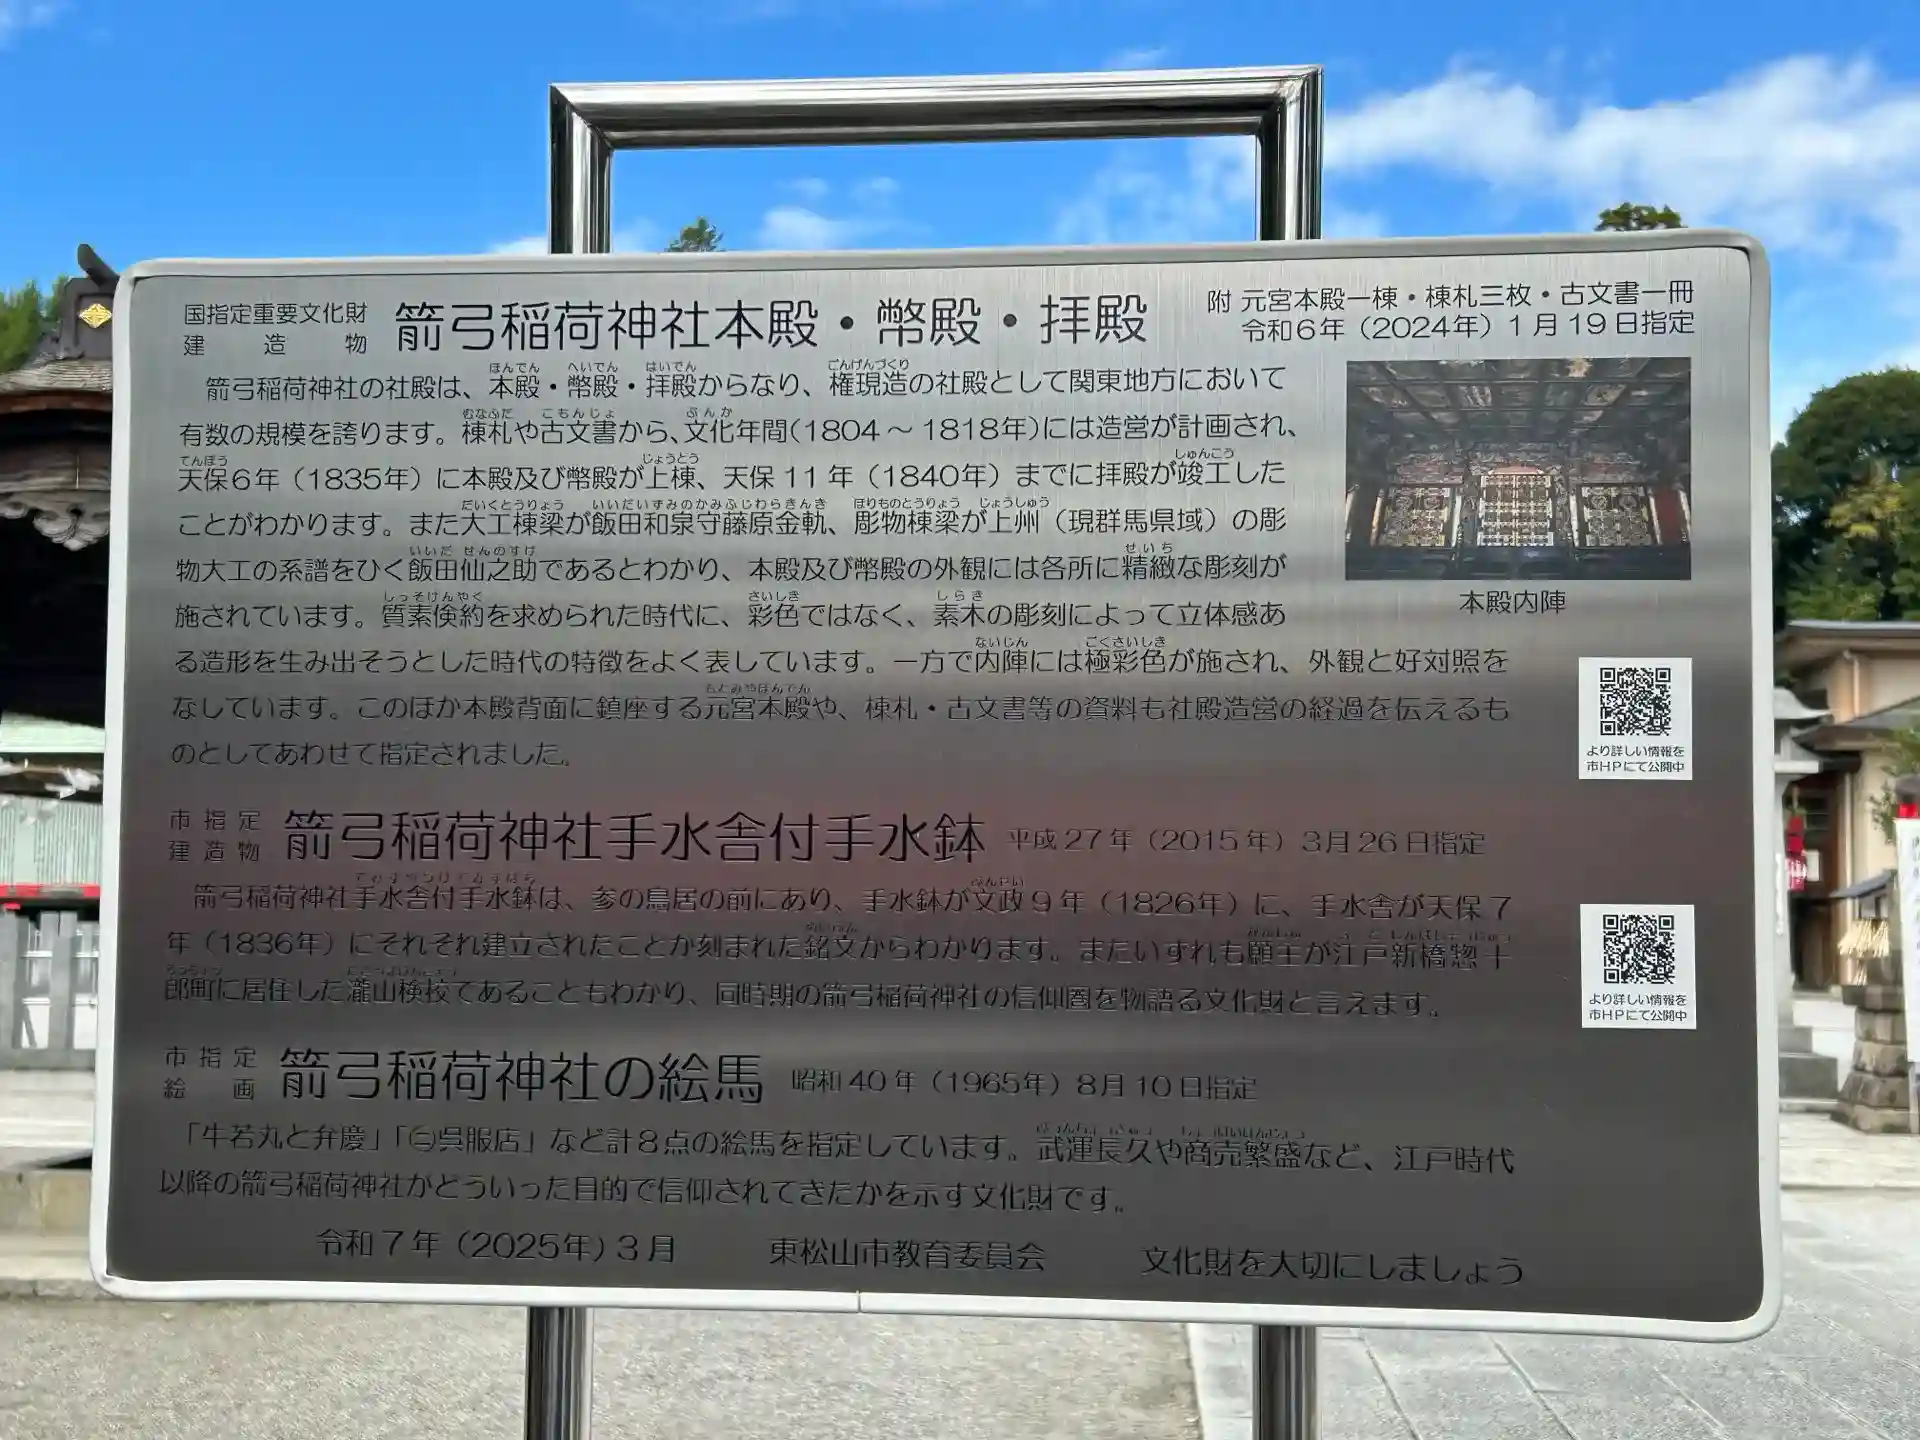 国指定重要文化財
建造物
箭弓稲荷神社本殿・幣殿・拝殿
附 元宮本殿一棟・棟札三枚・古文書一冊
令和6年（2024年）1月19日指定
箭弓稲荷神社の社殿は、本殿・幣殿・拝殿からなり、権現造の社殿として関東地方において
有数の規模を誇ります。棟札や古文書から、文化年間（1804～1818年）には造営が計画され、
天保6年（1835年）に本殿及び幣殿が上棟、天保11年（1840年）までに拝殿が竣工した
ことがわかります。また大工棟梁が飯田和泉守藤原金軌、彫物棟梁が上州（現群馬県域）の彫
物大工の系譜をひく飯田仙之助であるとわかり、本殿及び幣殿の外観には各所に精緻な彫刻が
施されています。質素倹約を求められた時代に、彩色ではなく、素木の彫刻によって立体感あ
る造形を生み出そうとした時代の特徴をよく表しています。一方で内陣には極彩色が施され、外観と好対照を
なしています。このほか本殿背面に鎮座する元宮本殿や、棟札・古文書等の資料も社殿造営の経過を伝えるも
のとしてあわせて指定されました。
本殿内陣
より詳しい情報を
市HPにて公開中
市指定
建造物
箭弓稲荷神社手水舎付手水鉢
平成27年（2015年）3月26日指定
箭弓稲荷神社手水舎付手水鉢は、参の鳥居の前にあり、手水鉢が文政9年（1826年）に、手水舎が天保7
年（1836年）にそれぞれ建立されたことが刻まれた銘文からわかります。またいずれも願主が江戸新橋惣十
郎町に居住した瀧山検校であることもわかり、同時期の箭弓稲荷神社の信仰圏を物語る文化財と言えます。
より詳しい情報を
市HPにて公開中
市指定
絵画
箭弓稲荷神社の絵馬
昭和40年（1965年）8月10日指定
「牛若丸と弁慶」「呉服店」など計8点の絵馬を指定しています。武運長久や商売繁盛など、江戸時代
以降の箭弓稲荷神社がどういった目的で信仰されてきたかを示す文化財です。
令和7年（2025年）3月
東松山市教育委員会
文化財を大切にしましょう